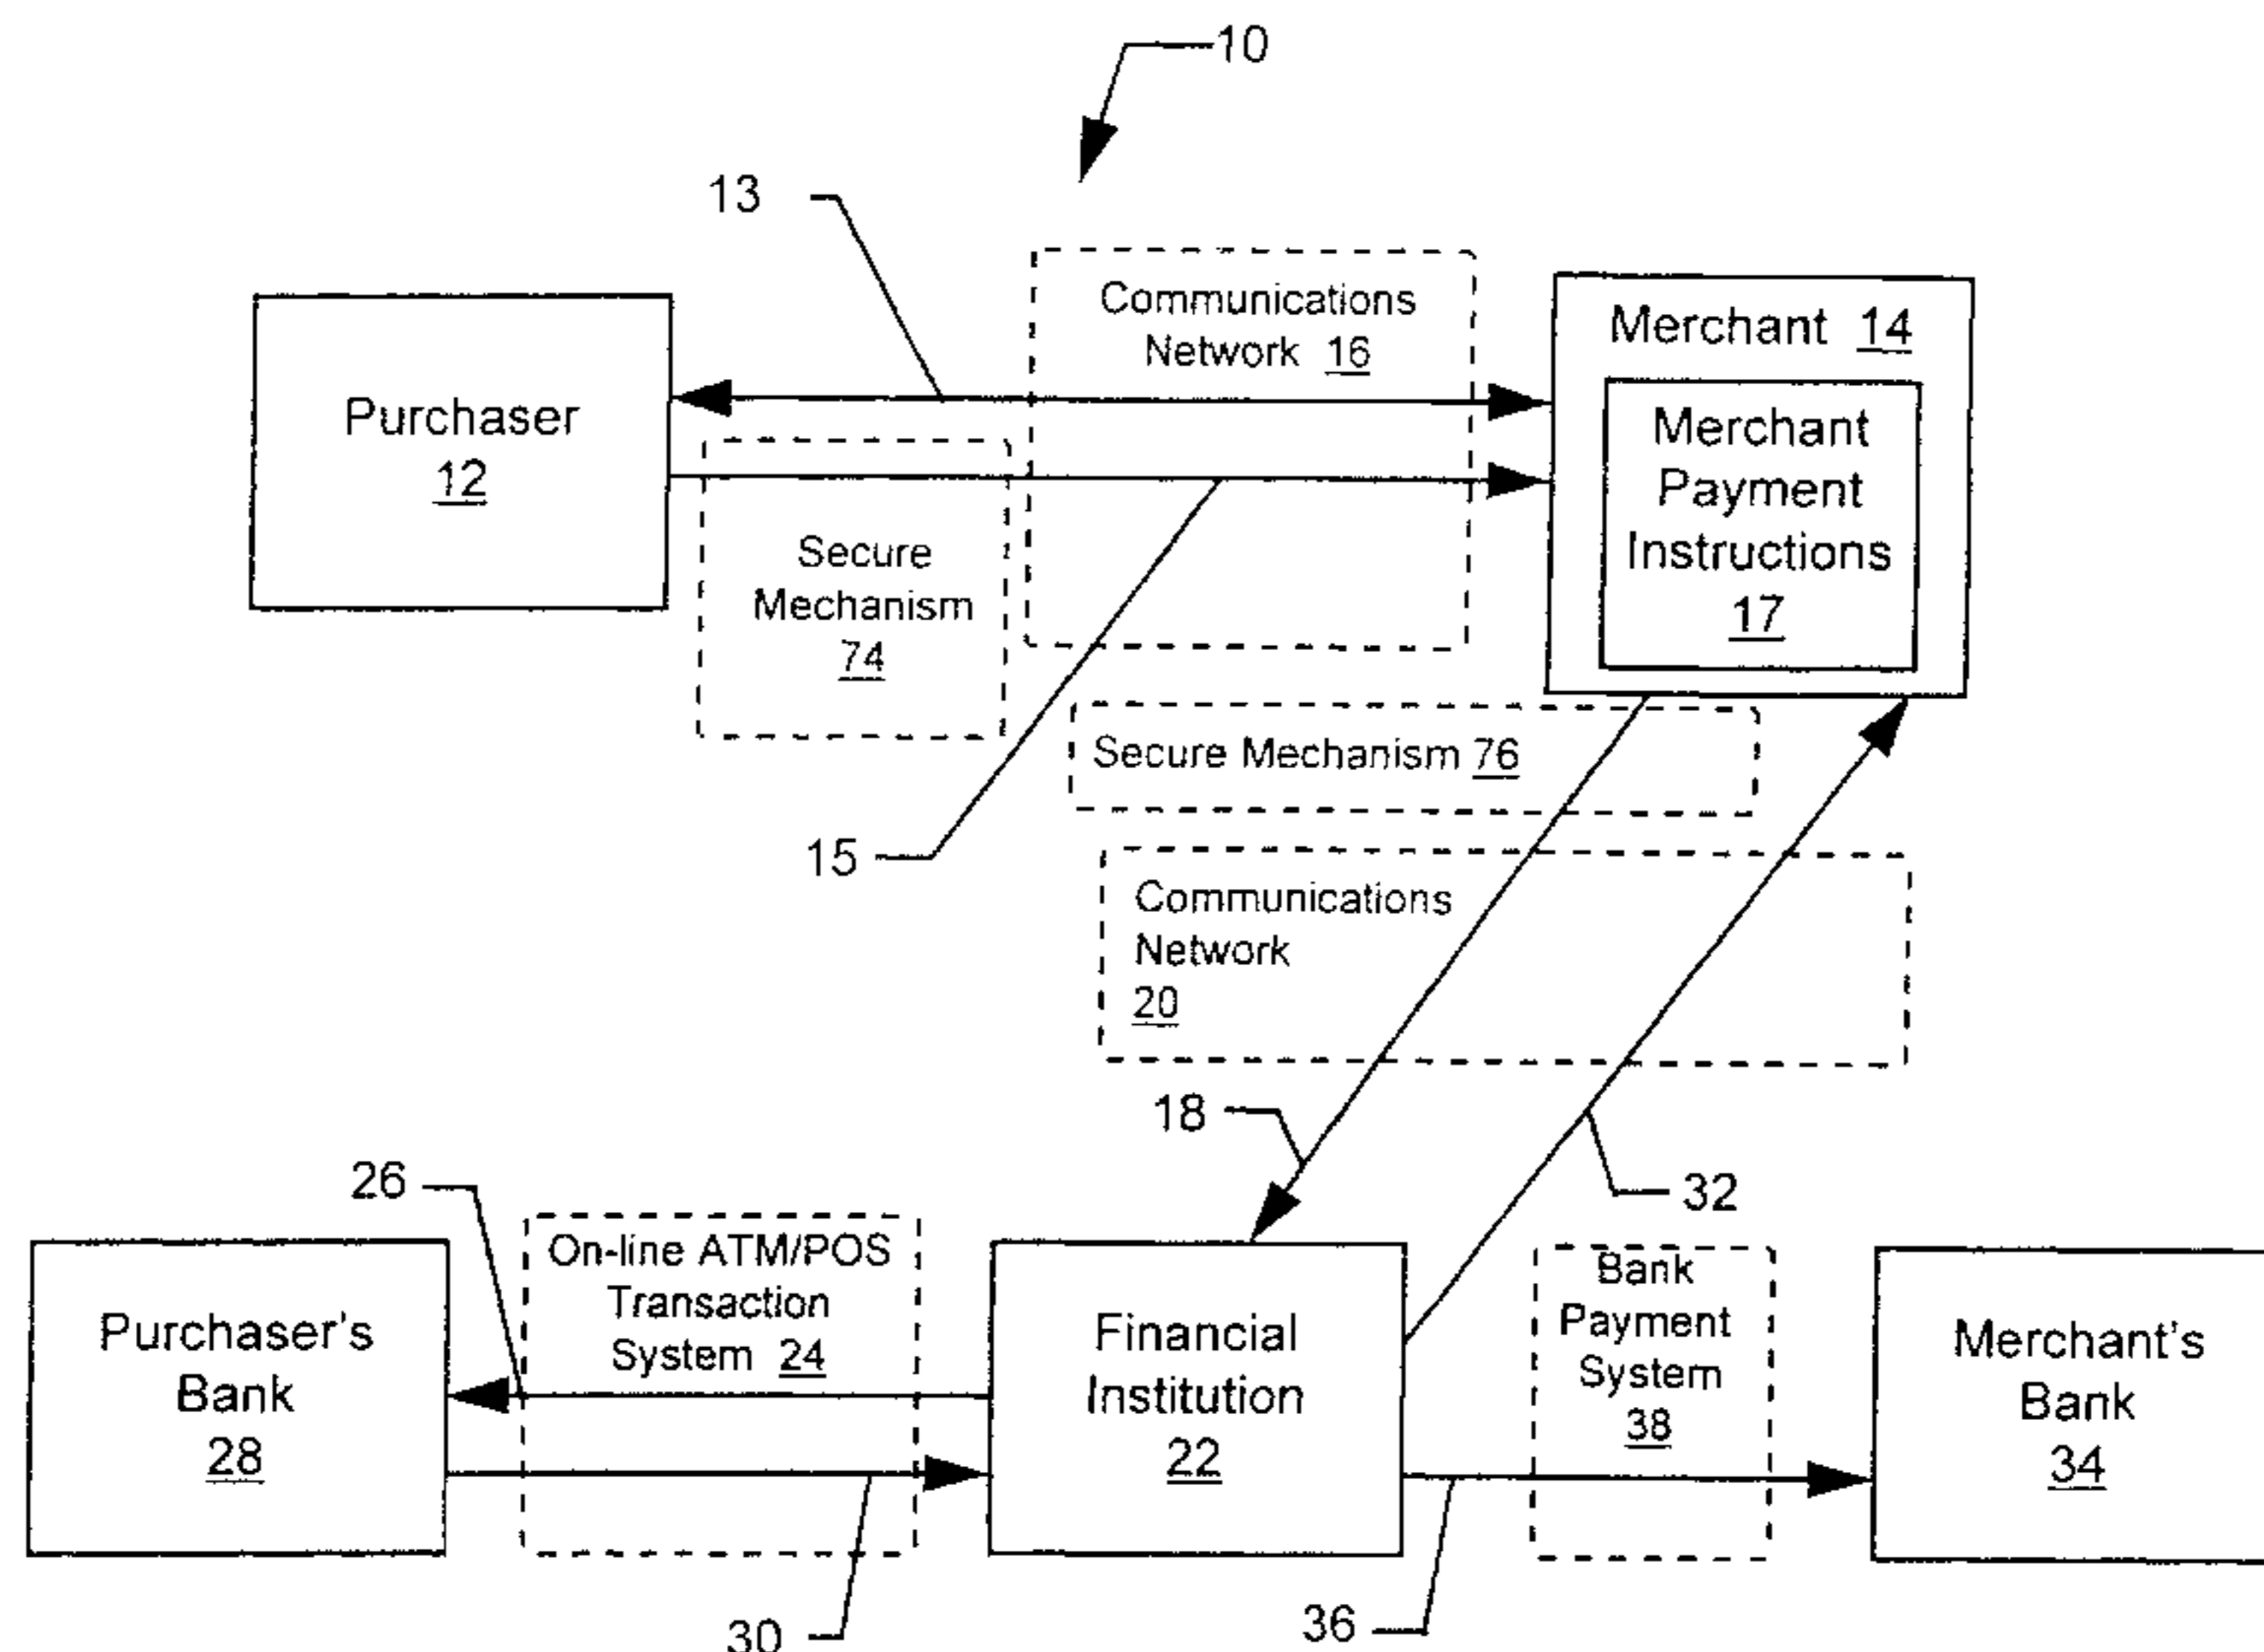 10
13
Communications
Network 16
Merchant 14
Purchaser
12
Merchant
Payment
Instructions
17
Secure
Mechanism
74
Secure Mechanism 76
15
Communications
Network
20
18
32
26
On-line ATM/POS
Transaction
System 24
Purchaser's
Bank
28
Financial
Institution
22
Bank
Payment
System
38
Merchant's
Bank
34
30
36